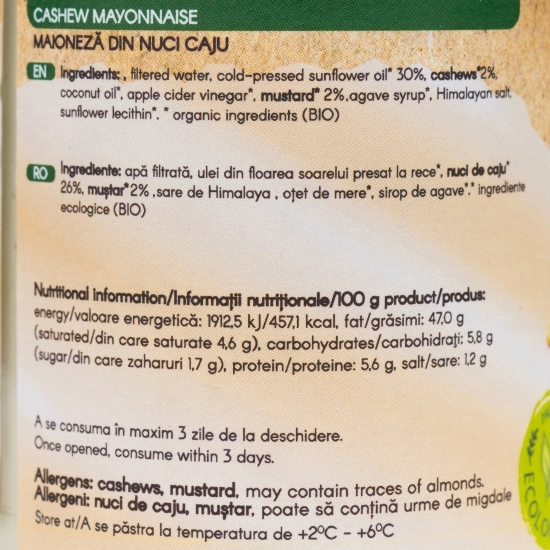 CASHEW MAYONNAISE
MAIONEZĂ DIN NUCI CAJU
EN Ingredients: , filtered water, cold-pressed sunflower oil* 30%, cashews*2%,
coconut oil*, apple cider vinegar*, mustard* 2%,agave syrup*, Himalayan salt,
sunflower lecithin*. * organic ingredients (BIO)
RO Ingrediente: apă filtrată, ulei din floarea soarelui presat la rece*, nuci de caju*
26%, muștar*2% ,sare de Himalaya , oțet de mere*, sirop de agave*.* ingrediente
ecologice (BIO)
Nutritional information/Informații nutriționale/100 g product/produs:
energy/valoare energetică: 1912,5 kJ/457,1 kcal, fat/grăsimi: 47,0 g
(saturated/din care saturate 4,6 g), carbohydrates/carbohidrați: 5,8 g
(sugar/din care zaharuri 1,7 g), protein/proteine: 5,6 g, salt/sare: 1,2 g
A se consuma în maxim 3 zile de la deschidere.
Once opened, consume within 3 days.
Allergens: cashews, mustard, may contain traces of almonds.
Allergeni: nuci de caju, muștar, poate să conțină urme de migdale
Store at/A se păstra la temperatura de +2ºC - +6ºC